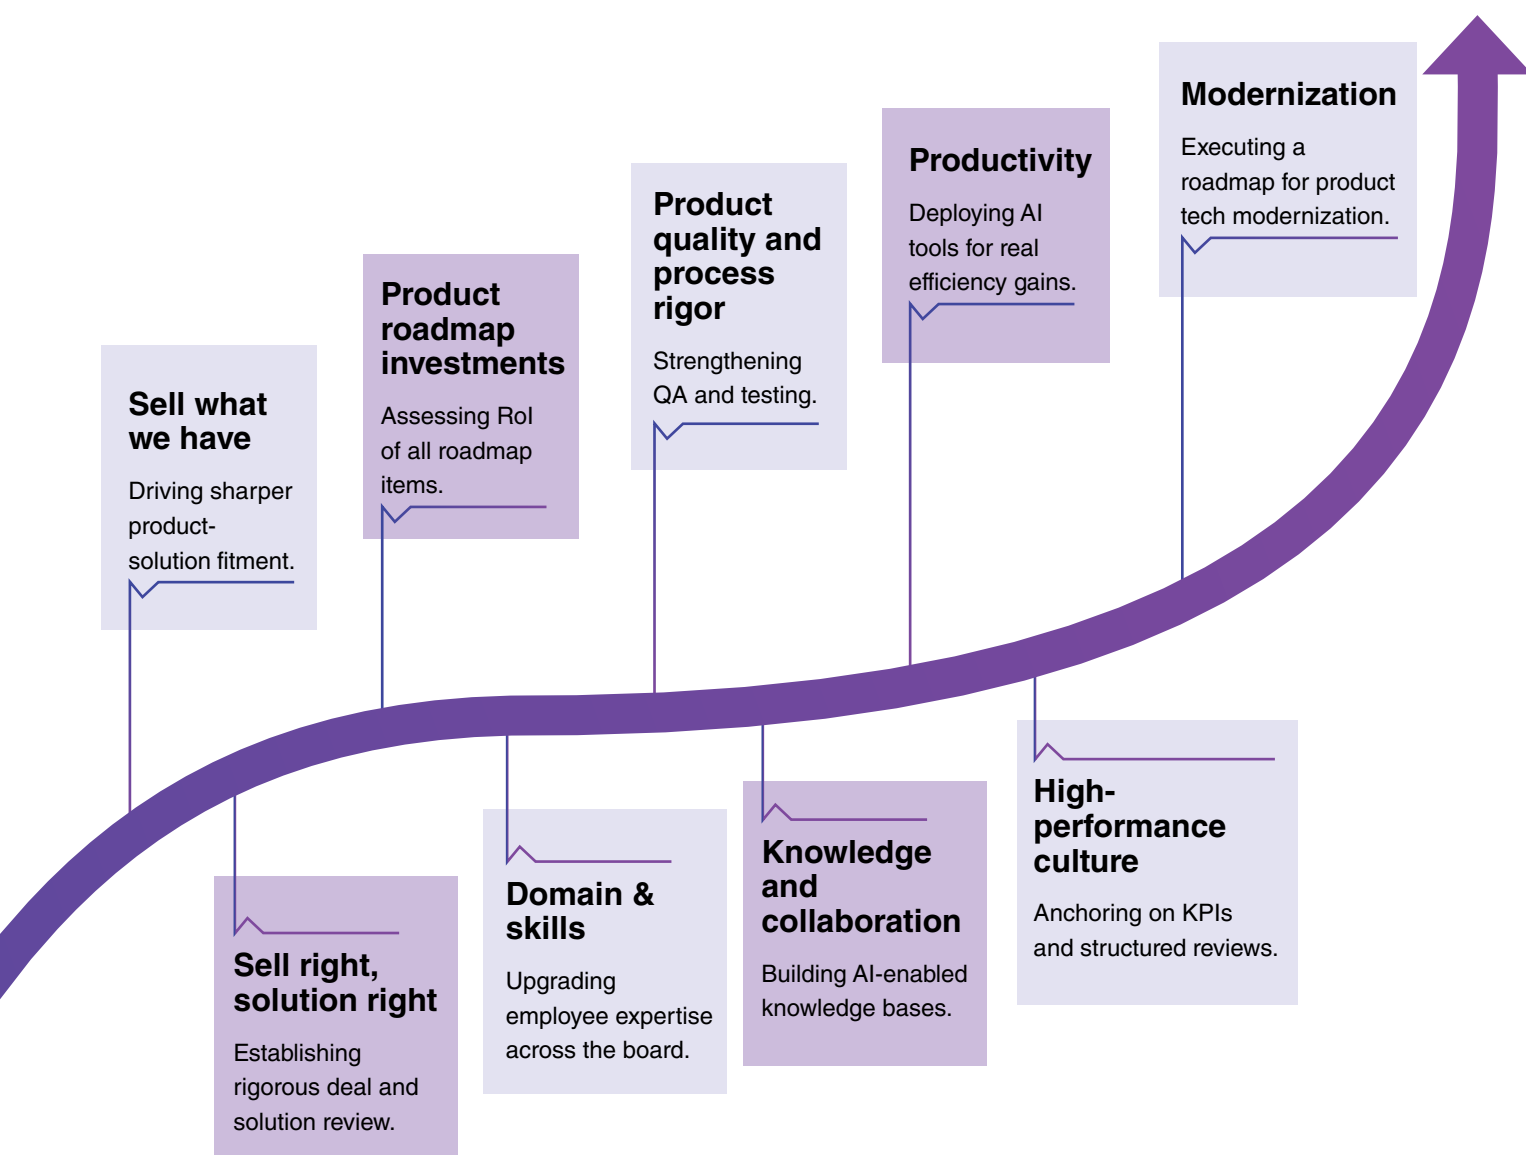 Sell what
we have
Driving sharper
product-
solution fitment.
Sell right,
solution right
Establishing
rigorous deal and
solution review.
Product
roadmap
investments
Assessing RoI
of all roadmap
items.
Domain &
skills
Upgrading
employee expertise
across the board.
Product
quality and
process
rigor
Strengthening
QA and testing.
Knowledge
and
collaboration
Building AI-enabled
knowledge bases.
Productivity
Deploying AI
tools for real
efficiency gains.
High-
performance
culture
Anchoring on KPIs
and structured reviews.
Modernization
Executing a
roadmap for product
tech modernization.